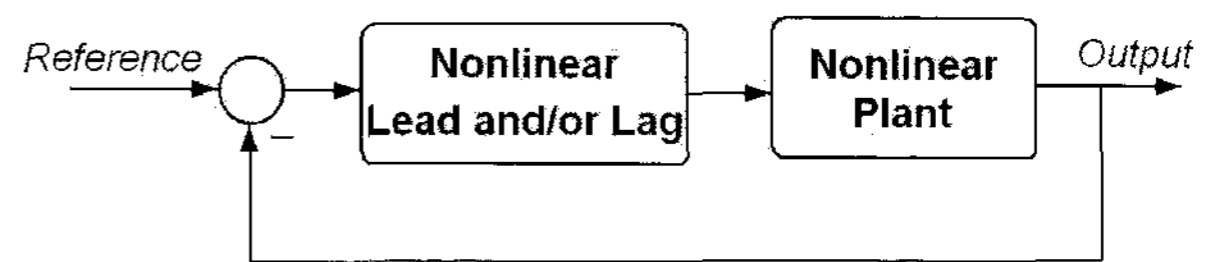 Reference
Nonlinear
Lead and/or Lag
Nonlinear
Plant
Output